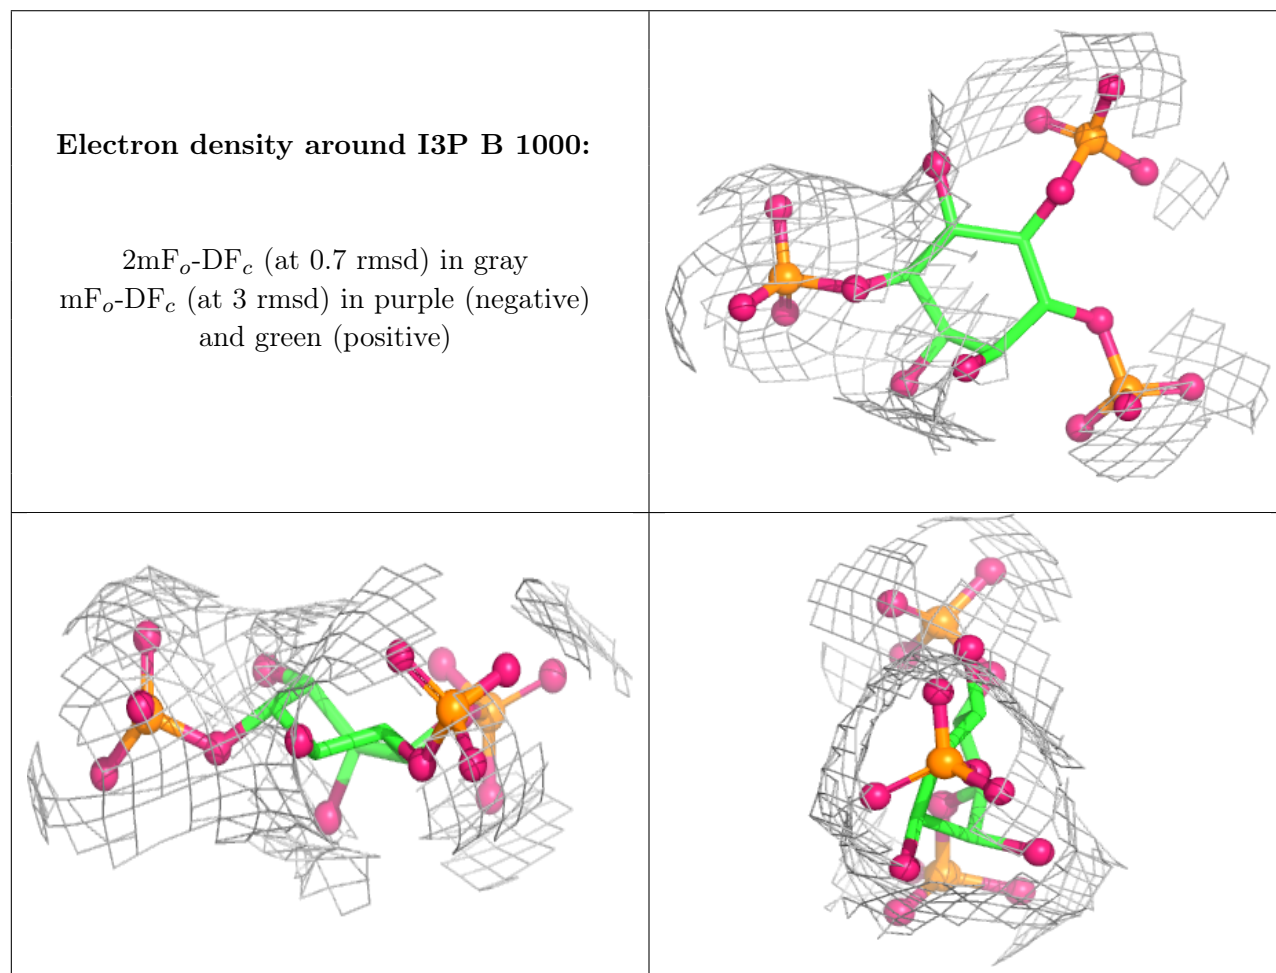 Electron density around I3P B 1000:
2mFo-DFc (at 0.7 rmsd) in gray
mFo-DFc (at 3 rmsd) in purple (negative)
and green (positive)